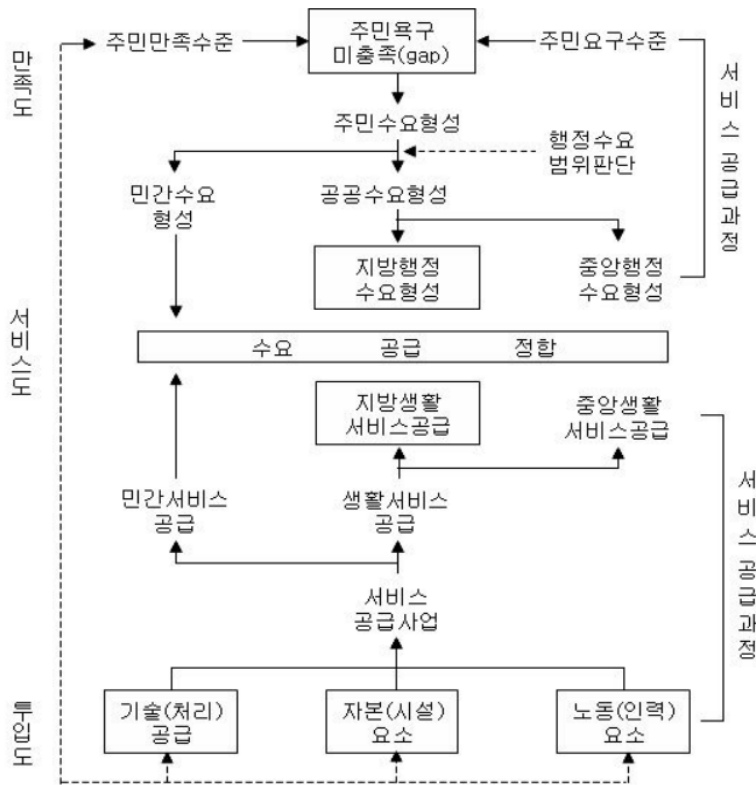 주민만족수준
주민욕구
미충족(gap)
주민요구수준
만족도
서비스 공급과정
주민수요형성
행정수요
범위판단
민간수요
형성
공공수요형성
지방행정
수요형성
중앙행정
수요형성
서비스도
수요 공급 정합
지방생활
서비스공급
중앙생활
서비스공급
민간서비스
공급
생활서비스
공급
서비스 공급과정
서비스
공급사업
투입도
기술(처리)
공급
자본(시설)
요소
노동(인력)
요소